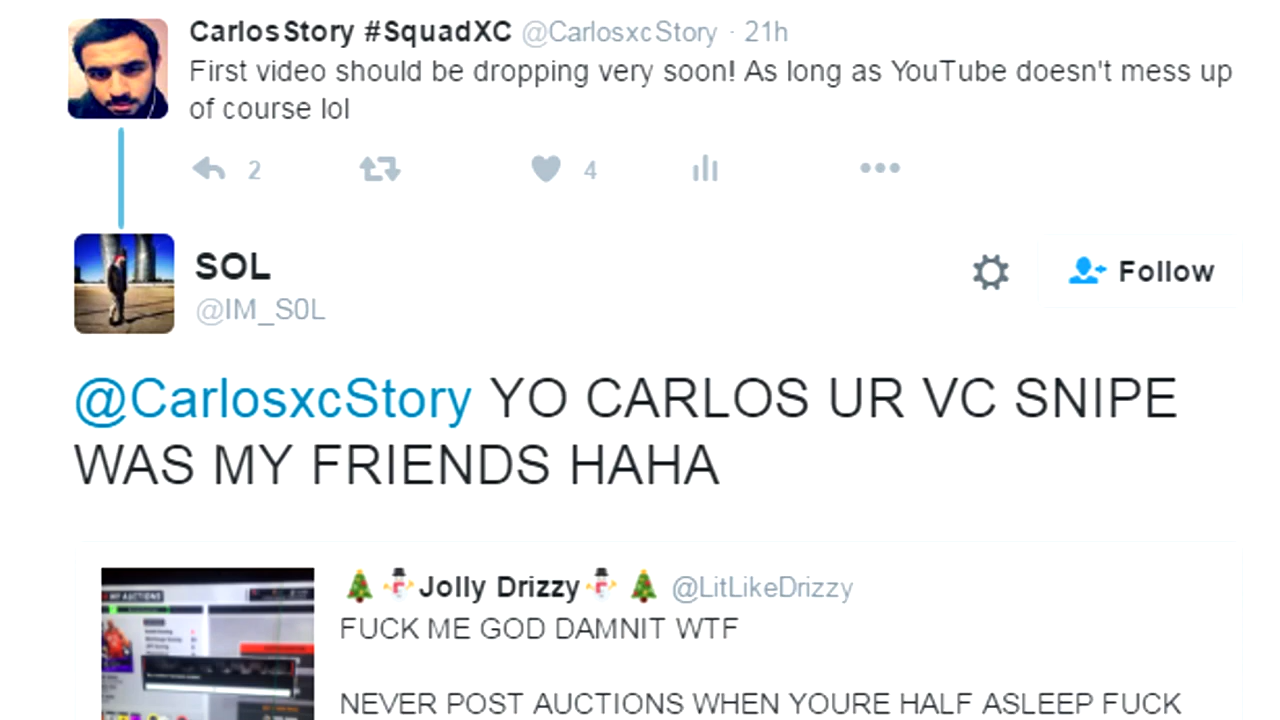 CarlosStory #SquadXC @CarlosxcStory · 21h
First video should be dropping very soon! As long as YouTube doesn't mess up
of course lol
2 4
SOL
@IM_S0L
Follow
@CarlosxcStory YO CARLOS UR VC SNIPE
WAS MY FRIENDS HAHA
🎄⛄Jolly Drizzy⛄🎄 @LitLikeDrizzy
FUCK ME GOD DAMNIT WTF
NEVER POST AUCTIONS WHEN YOURE HALF ASLEEP FUCK
MY AUCTIONS